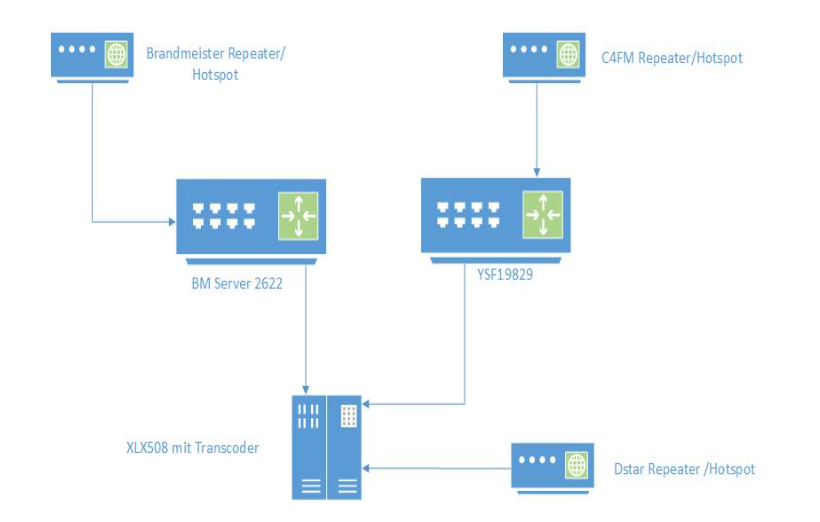 Brandmeister Repeater/
Hotspot
C4FM Repeater/Hotspot
BM Server 2622
YSF19829
XLX508 mit Transcoder
Dstar Repeater /Hotspot